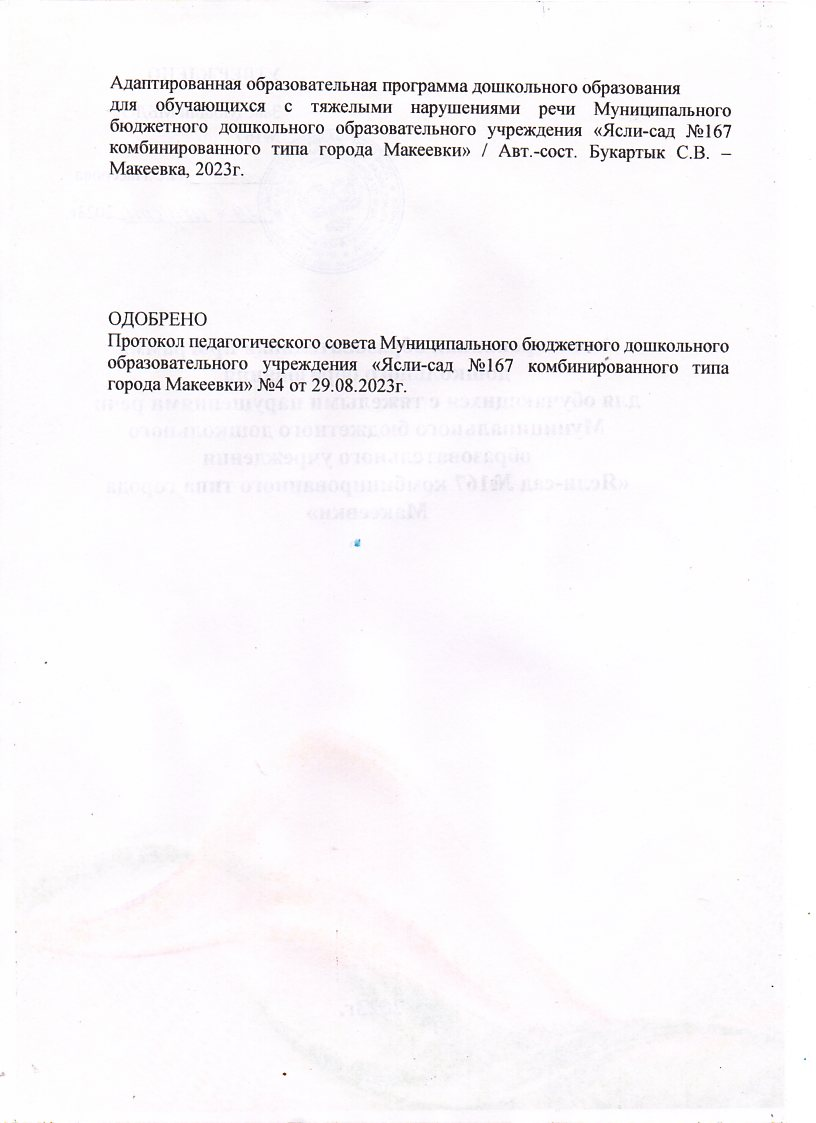 Адаптированная образовательная программа дошкольного образования
для обучающихся с тяжелыми нарушениями речи Муниципального
бюджетного дошкольного образовательного учреждения «Ясли-сад №167
комбинированного типа города Макеевки» / Авт.-сост. Букартык С.В. –
Макеевка, 2023г.
ОДОБРЕНО
Протокол педагогического совета Муниципального бюджетного дошкольного
образовательного учреждения «Ясли-сад №167 комбинированного типа
города Макеевки» №4 от 29.08.2023г.